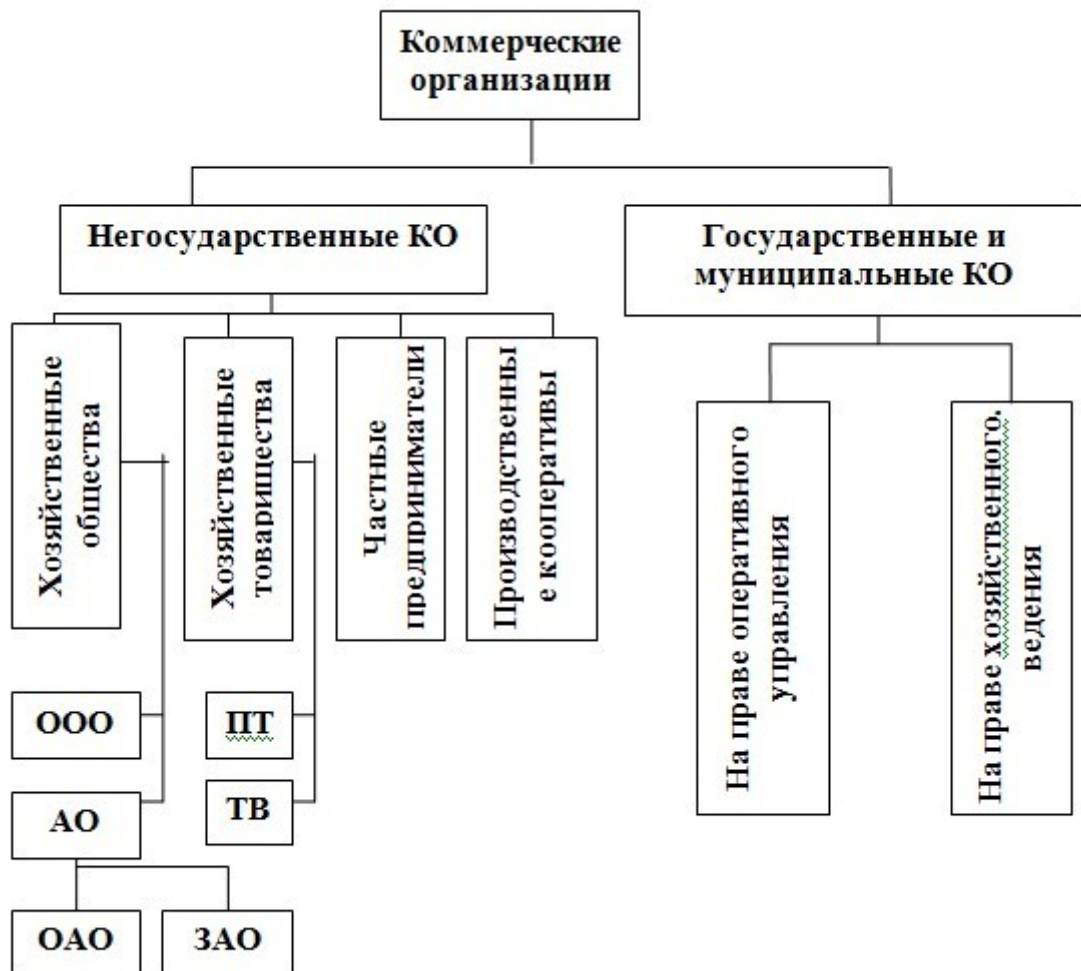 Коммерческие
организации
Негосударственные КО
Государственные и
муниципальные КО
Хозяйственные
общества
Хозяйственные
товарищества
Частные
предприниматели
Производственны
е кооперативы
На праве оперативного
управления
На праве хозяйственного.
ведения
ООО
ПТ
АО
ТВ
ОАО
ЗАО